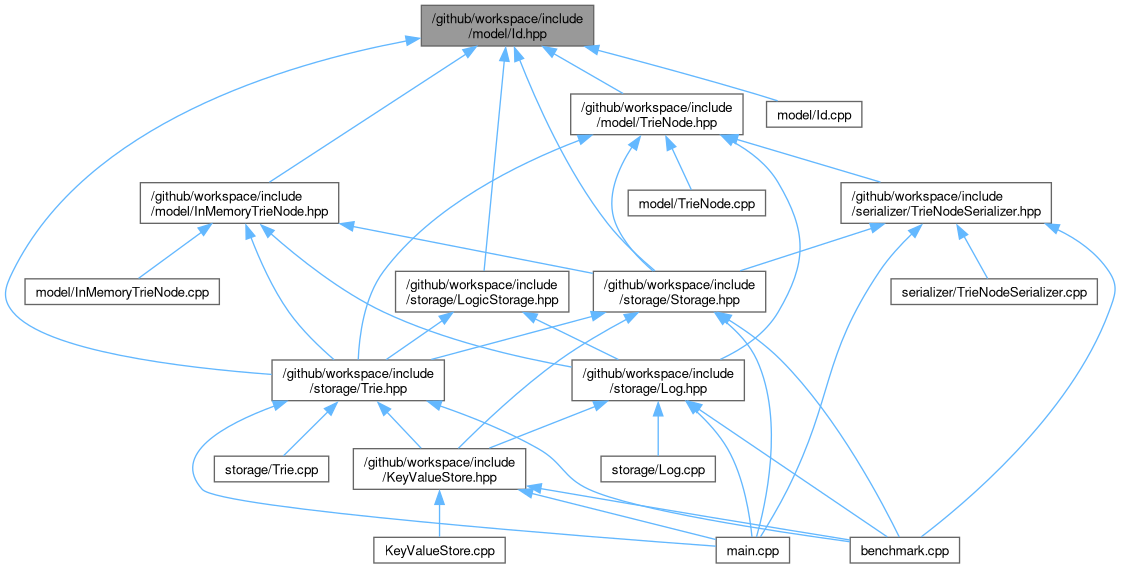 /github/workspace/include
/model/Id.hpp
/github/workspace/include
/model/TrieNode.hpp
model/Id.cpp
/github/workspace/include
/model/InMemoryTrieNode.hpp
model/TrieNode.cpp
/github/workspace/include
/serializer/TrieNodeSerializer.hpp
model/InMemoryTrieNode.cpp
/github/workspace/include
/storage/LogicStorage.hpp
/github/workspace/include
/storage/Storage.hpp
serializer/TrieNodeSerializer.cpp
/github/workspace/include
/storage/Trie.hpp
/github/workspace/include
/storage/Log.hpp
storage/Trie.cpp
/github/workspace/include
/KeyValueStore.hpp
storage/Log.cpp
KeyValueStore.cpp
main.cpp
benchmark.cpp